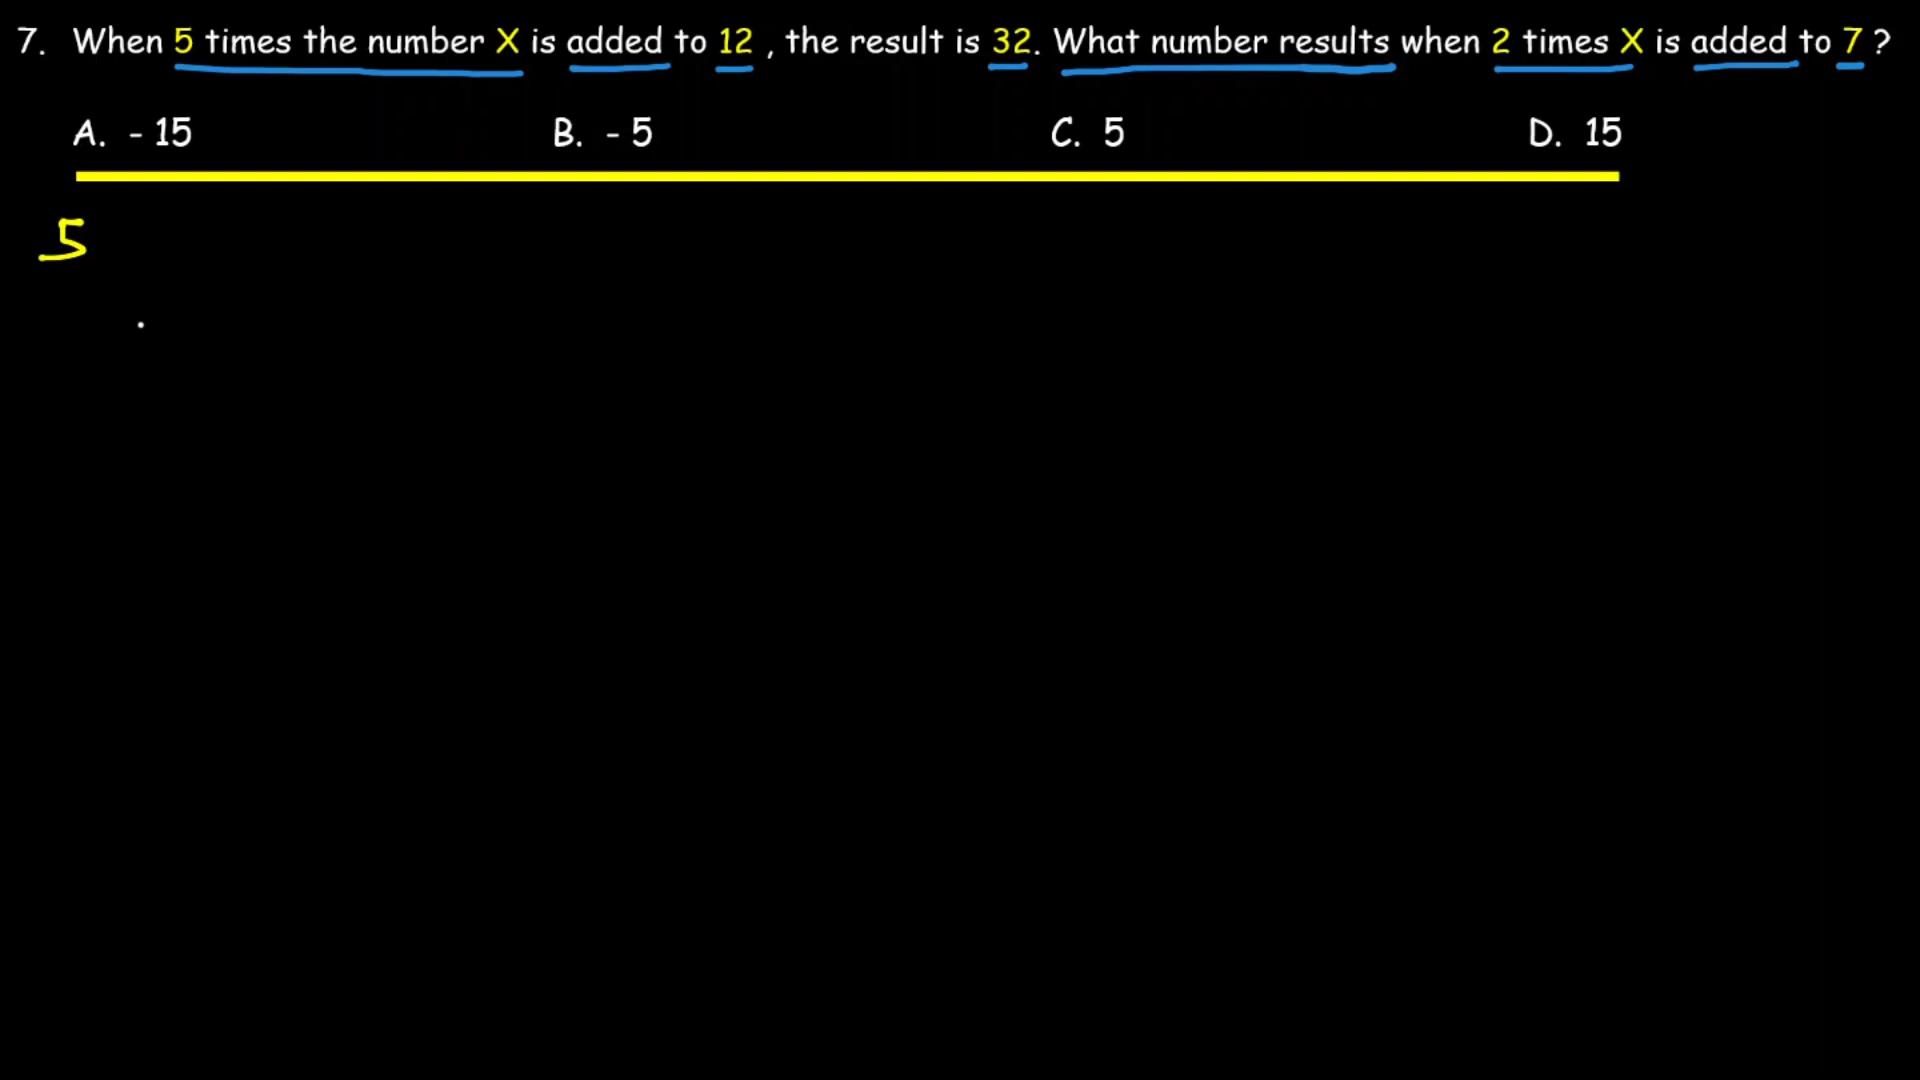 7. When 5 times the number X is added to 12 , the result is 32. What number results when 2 times X is added to 7 ?
A. - 15 B. - 5 C. 5 D. 15
5